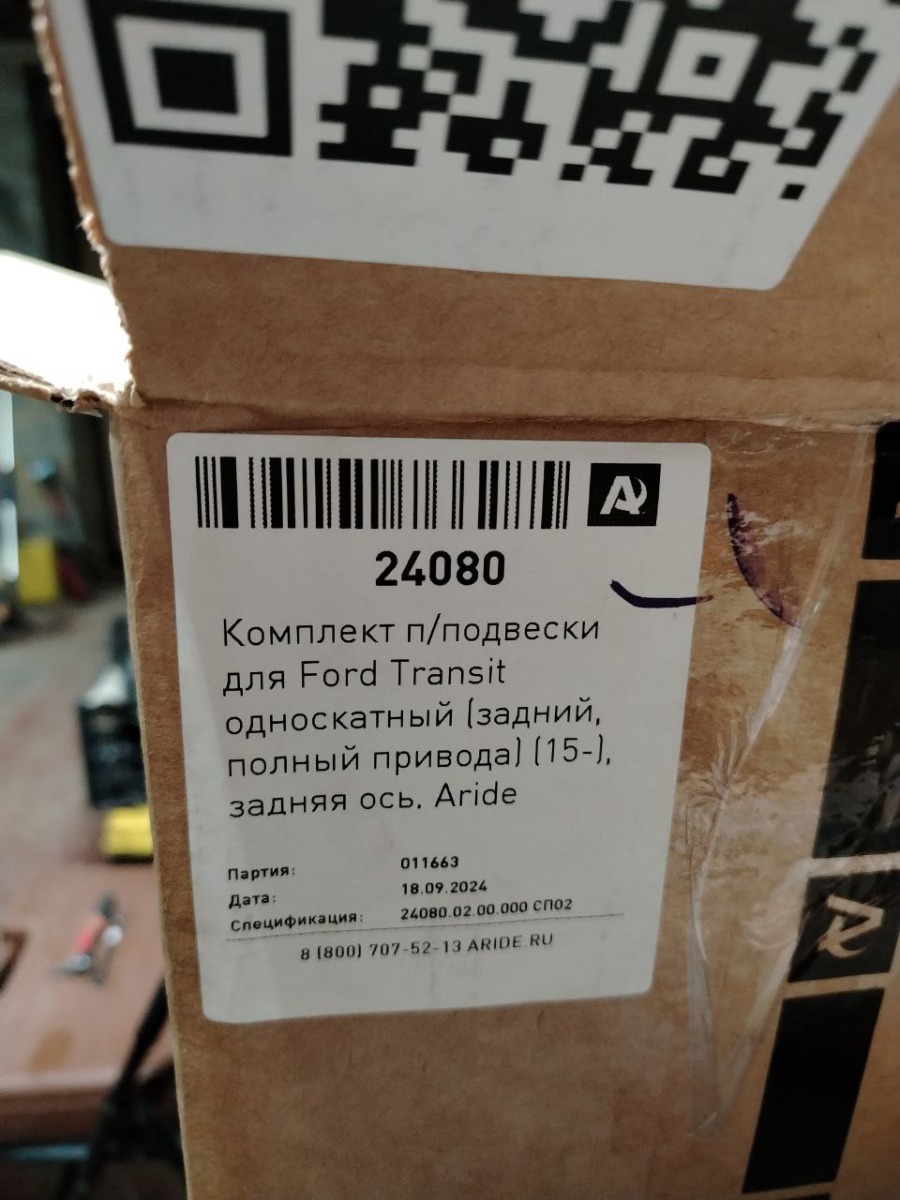 24080
Комплект п/подвески
для Ford Transit
односкатный (задний,
полный привода) (15-),
задняя ось. Aride
Партия: 011663
Дата: 18.09.2024
Спецификация: 24080.02.00.000 СП02
8 (800) 707-52-13 ARIDE.RU